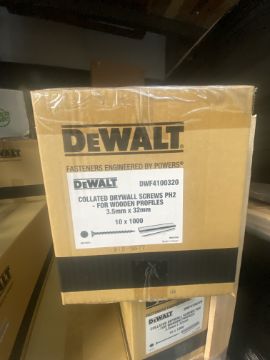 DEWALT
FASTENERS ENGINEERED BY POWERS®
DEWALT
DWF4100320
COLLATED DRYWALL SCREWS PH2
- FOR WOODEN PROFILES
3.5mm x 32mm
10 x 1000
DEWALT